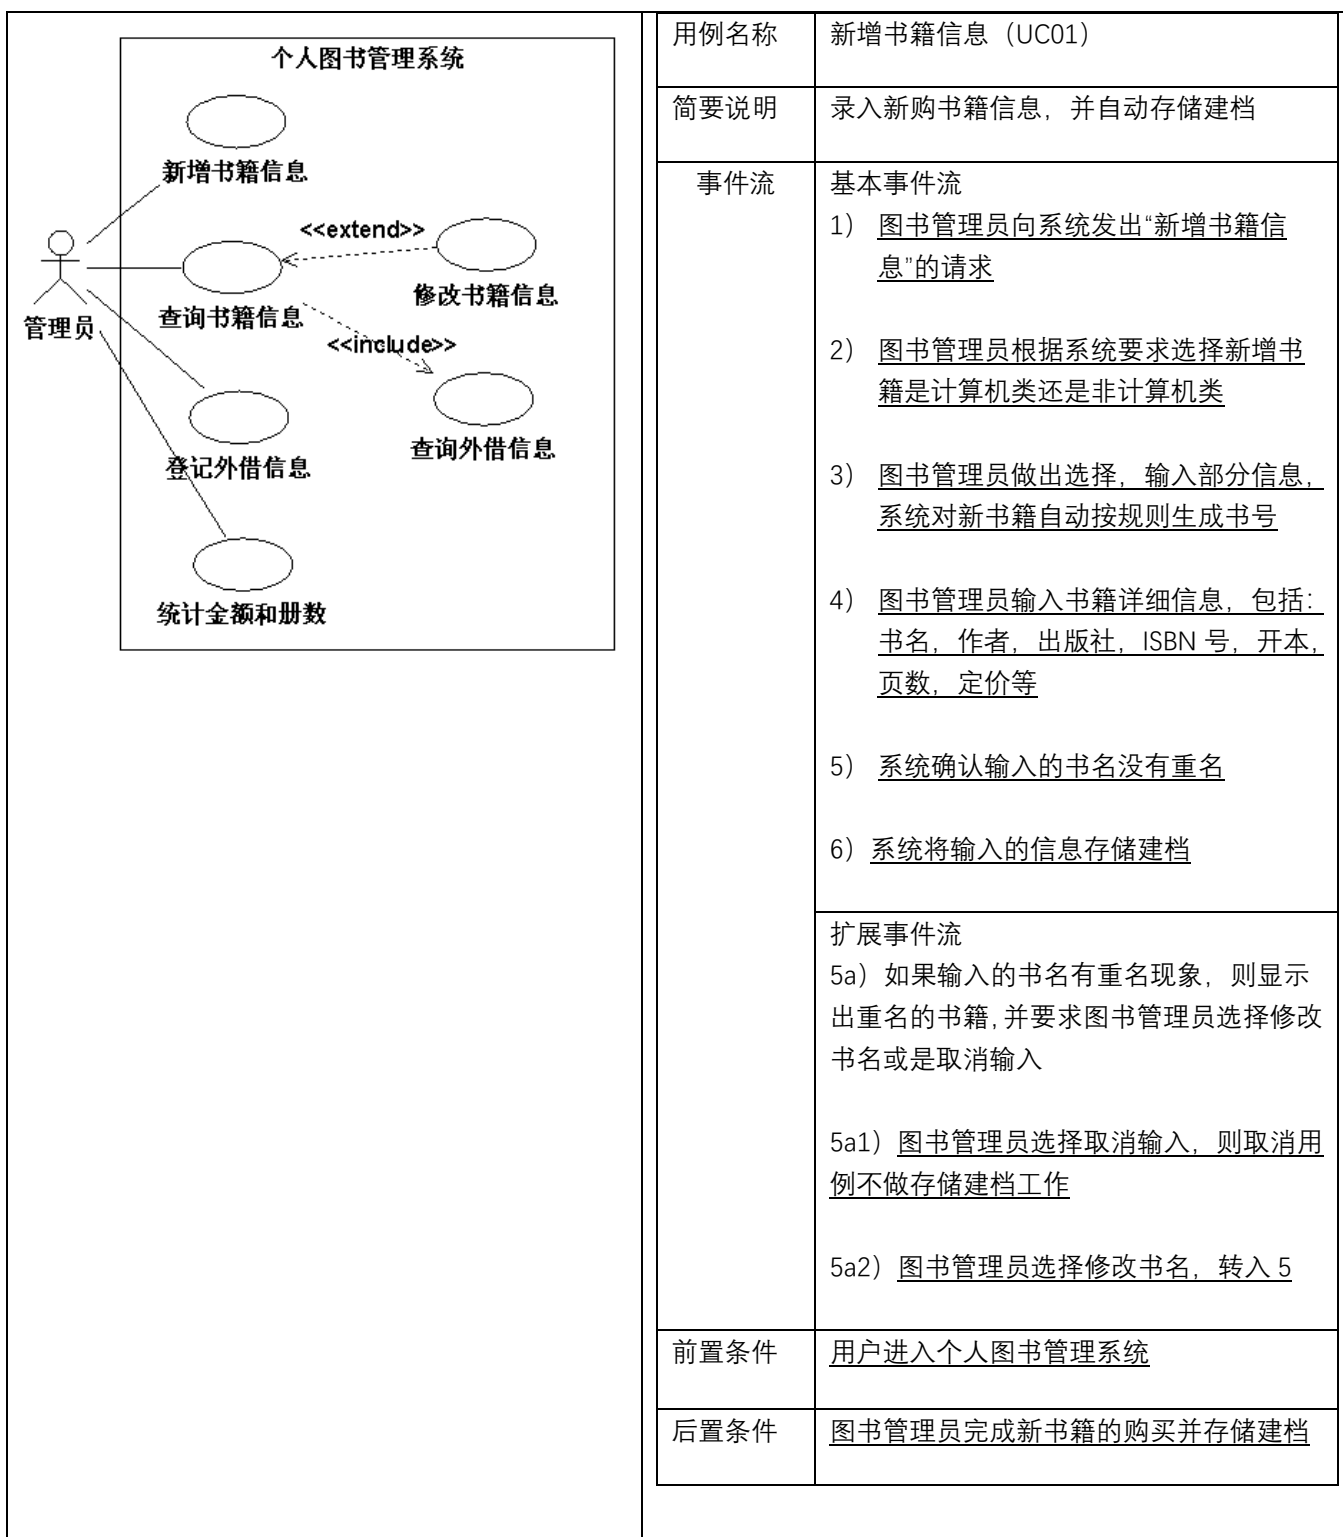 个人图书管理系统
新增书籍信息
<<extend>>
修改书籍信息
查询书籍信息
管理员
<<include>>
查询外借信息
登记外借信息
统计金额和册数
用例名称
新增书籍信息（UC01）
简要说明
录入新购书籍信息，并自动存储建档
事件流
基本事件流
1） 图书管理员向系统发出“新增书籍信
息”的请求
2） 图书管理员根据系统要求选择新增书
籍是计算机类还是非计算机类
3） 图书管理员做出选择，输入部分信息，
系统对新书籍自动按规则生成书号
4） 图书管理员输入书籍详细信息，包括：
书名，作者，出版社，ISBN 号，开本，
页数，定价等
5） 系统确认输入的书名没有重名
6）系统将输入的信息存储建档
扩展事件流
5a）如果输入的书名有重名现象，则显示
出重名的书籍,并要求图书管理员选择修改
书名或是取消输入
5a1）图书管理员选择取消输入，则取消用
例不做存储建档工作
5a2）图书管理员选择修改书名，转入 5
前置条件
用户进入个人图书管理系统
后置条件
图书管理员完成新书籍的购买并存储建档